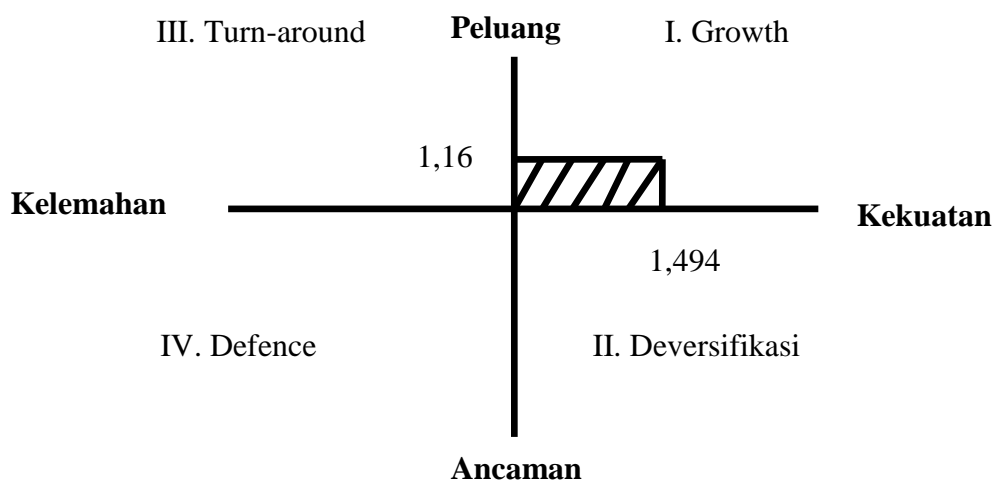 III. Turn-around
Peluang
I. Growth
1,16
Kelemahan
Kekuatan
1,494
IV. Defence
II. Deversifikasi
Ancaman